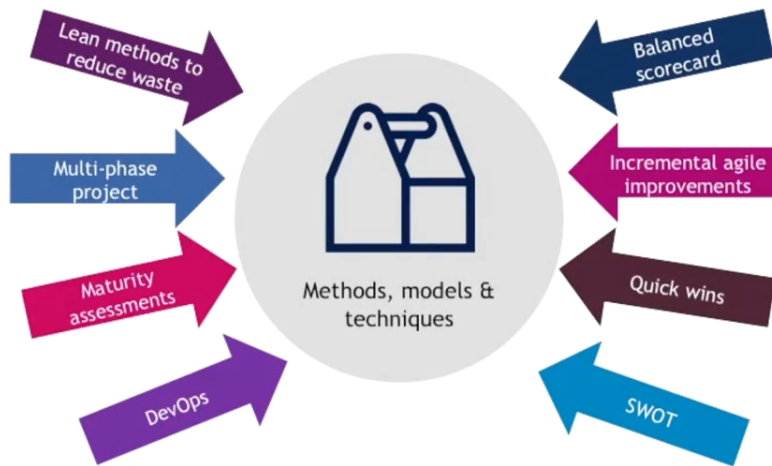 Lean methods to
reduce waste
Multi-phase
project
Maturity
assessments
DevOps
Methods, models &
techniques
Balanced
scorecard
Incremental agile
improvements
Quick wins
SWOT